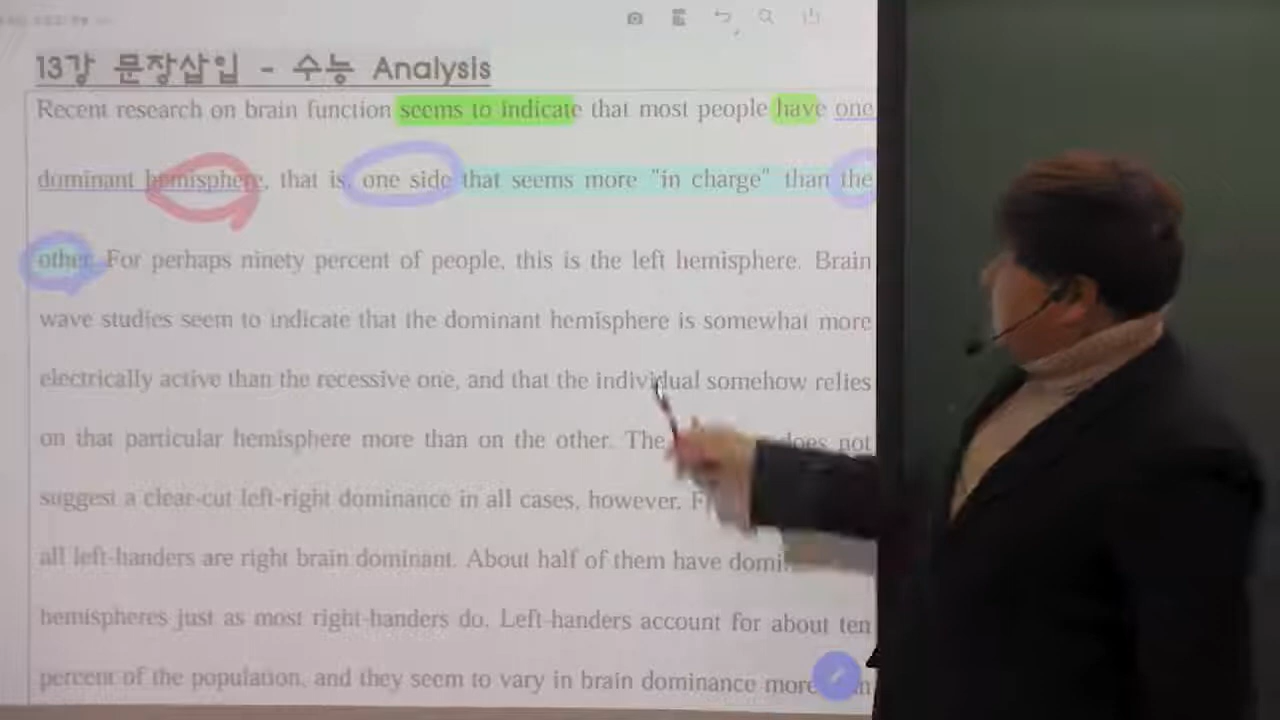 13강 문장삽입 - 수능 Analysis
Recent research on brain function seems to indicate that most people have one
dominant hemisphere, that is, one side that seems more "in charge" than the
other. For perhaps ninety percent of people, this is the left hemisphere. Brain
wave studies seem to indicate that the dominant hemisphere is somewhat more
electrically active than the recessive one, and that the individual somehow relies
on that particular hemisphere more than on the other. The does not
suggest a clear-cut left-right dominance in all cases, however.
all left-handers are right brain dominant. About half of them have
hemispheres just as most right-handers do. Left-handers account for about ten
percent of the population, and they seem to vary in brain dominance more